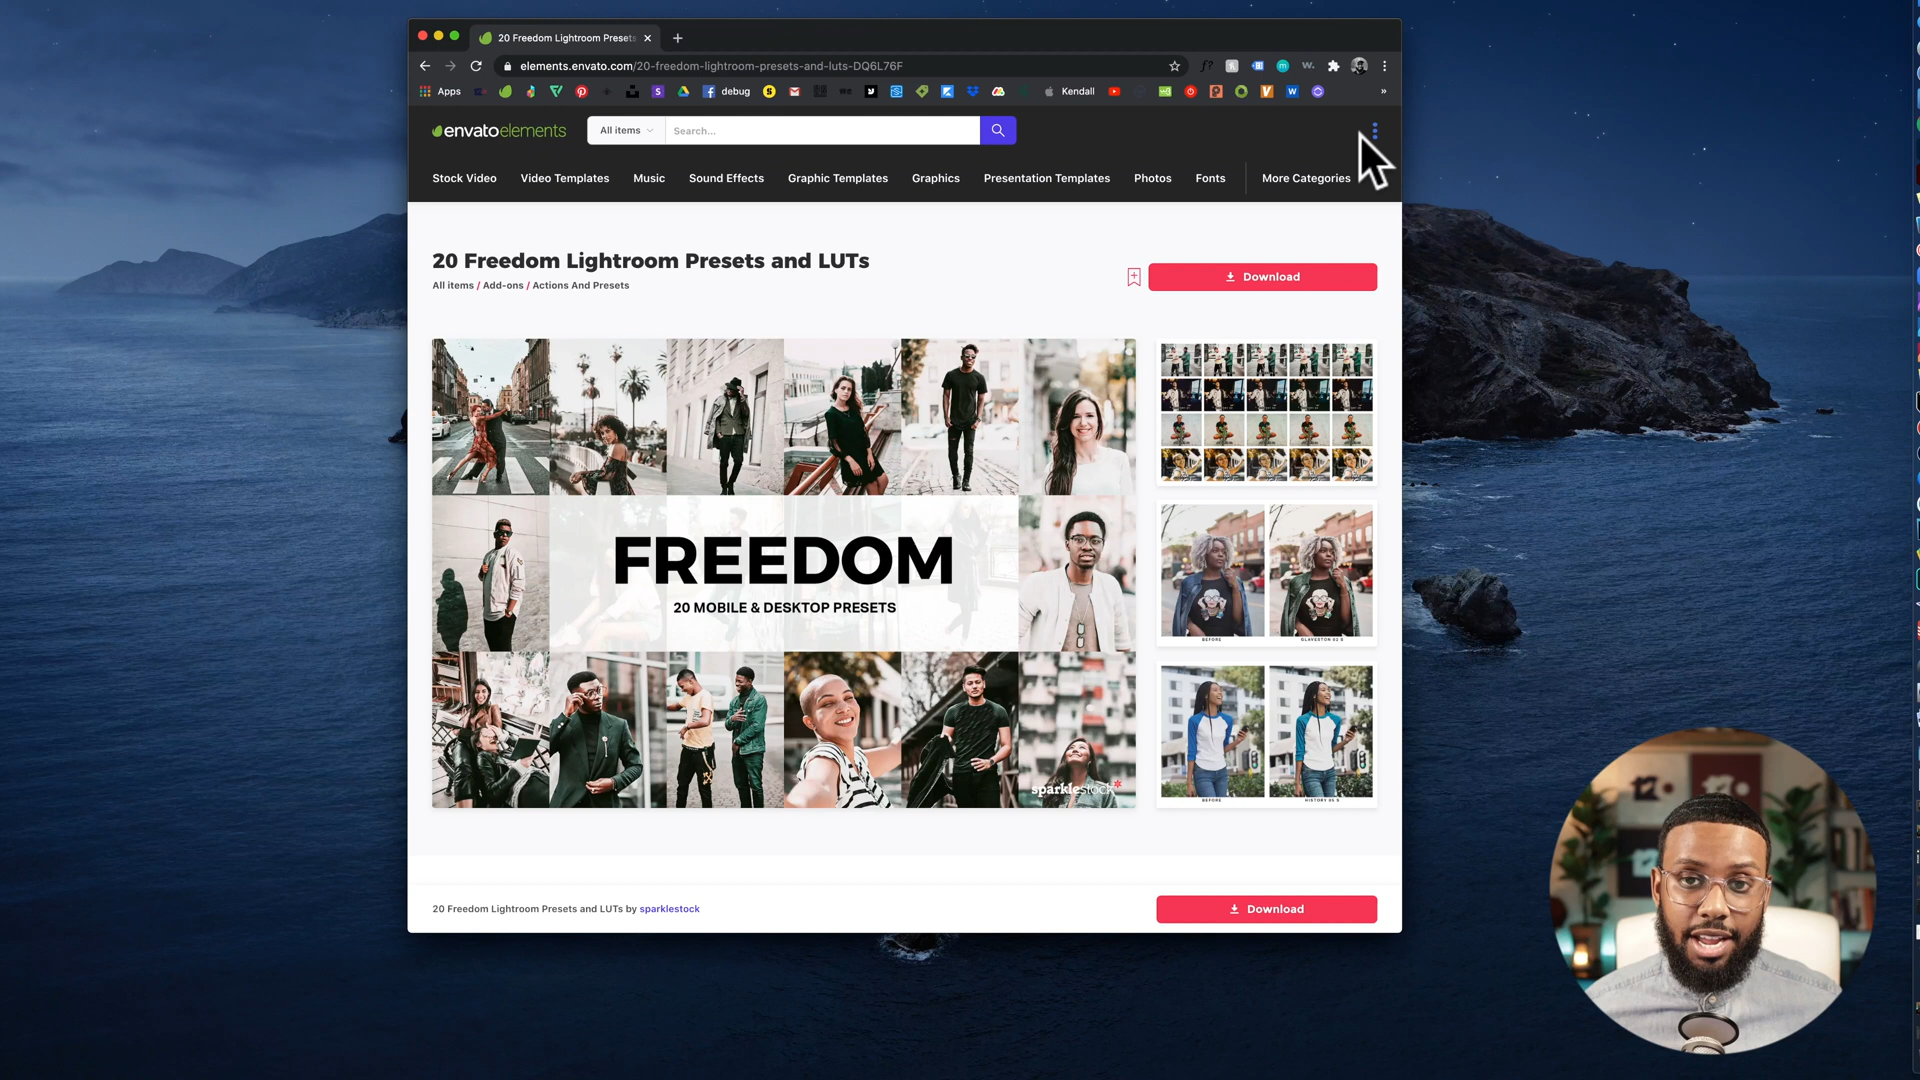 20 Freedom Lightroom Presets
elements.envato.com/20-freedom-lightroom-presets-and-luts-DQ6L76F
Apps
debug
Kendall
envatoelements
All items
Search...
Stock Video
Video Templates
Music
Sound Effects
Graphic Templates
Graphics
Presentation Templates
Photos
Fonts
More Categories
20 Freedom Lightroom Presets and LUTs
Download
All items / Add-ons / Actions And Presets
FREEDOM
20 MOBILE & DESKTOP PRESETS
BEFORE
sparklestock
BEFORE
20 Freedom Lightroom Presets and LUTs by sparklestock
Download